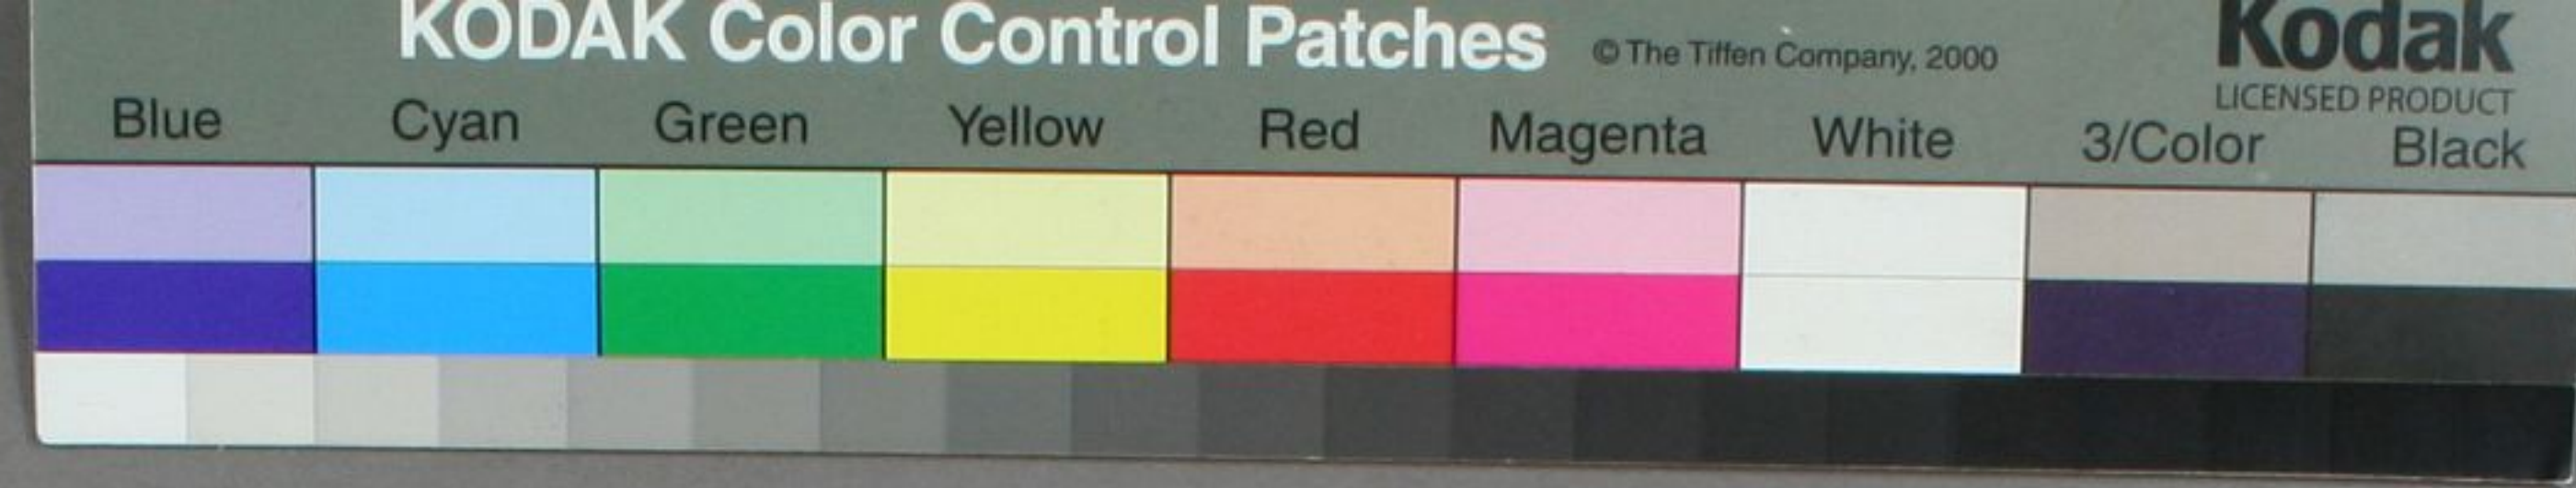 KODAK Color Control Patches © The Tiffen Company, 2000
Kodak
LICENSED PRODUCT
Blue Cyan Green Yellow Red Magenta White 3/Color Black